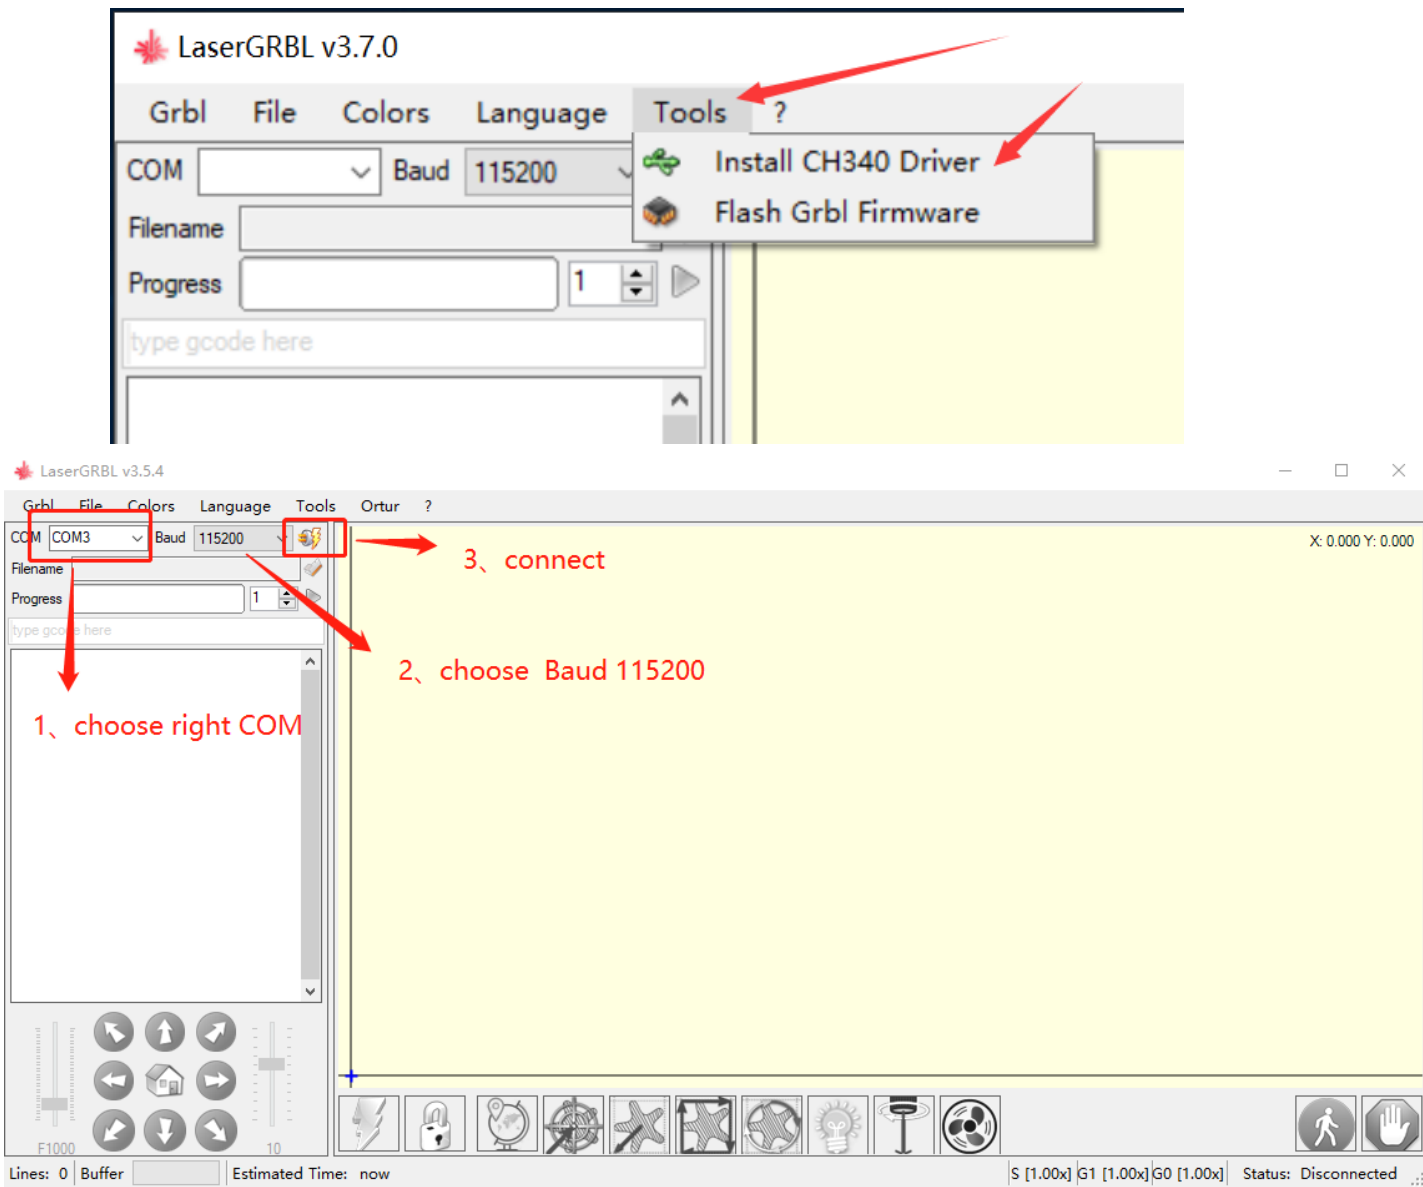 LaserGRBL v3.7.0
Grbl File Colors Language Tools ?
COM Baud 115200
Install CH340 Driver
Flash Grbl Firmware
Filename
Progress 1
type gcode here
LaserGRBL v3.5.4
Grbl File Colors Language Tools Ortur ?
COM COM3 Baud 115200
X: 0.000 Y: 0.000
3、connect
Filename
Progress 1
type gcode here
2、choose Baud 115200
1、choose right COM
F1000 10
Lines: 0 Buffer Estimated Time: now S [1.00x] G1 [1.00x] G0 [1.00x] Status: Disconnected